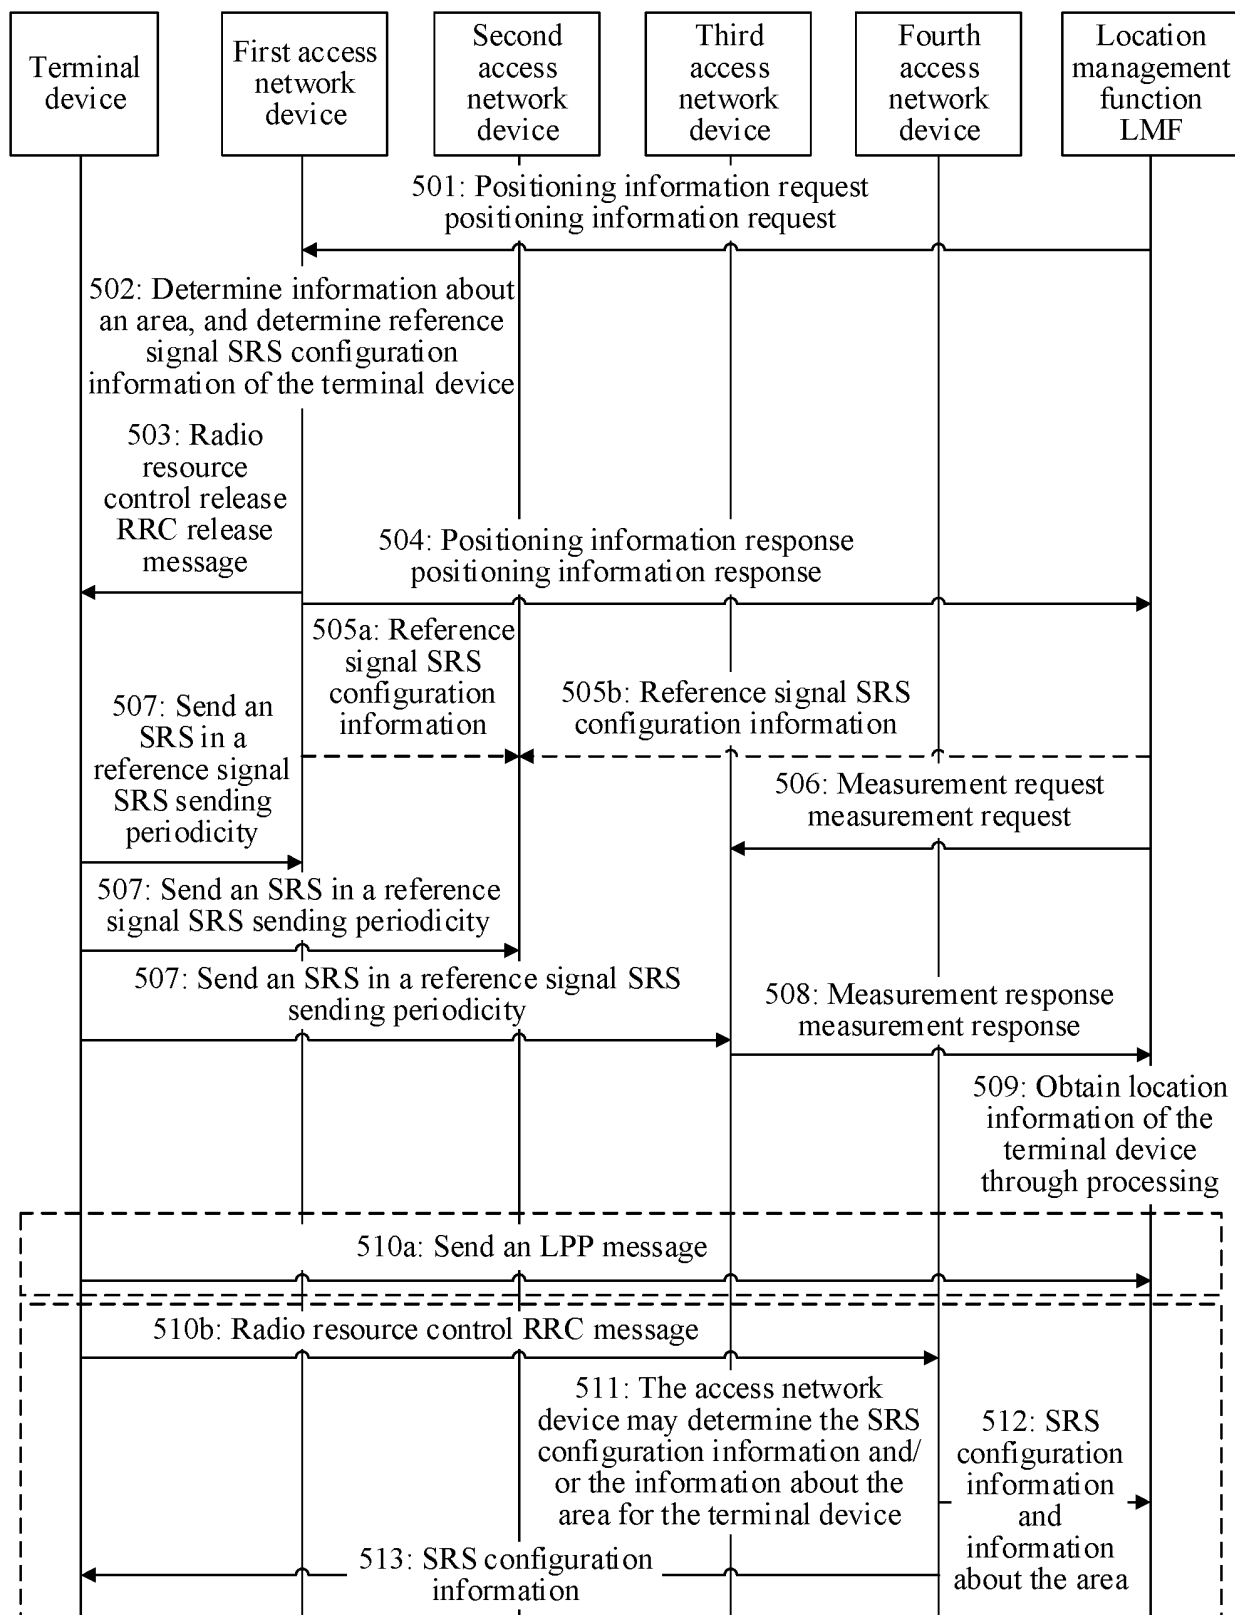 Terminal
device
First access
network
device
Second
access
network
device
Third
access
network
device
Fourth
access
network
device
Location
management
function
LMF
501: Positioning information request
positioning information request
502: Determine information about
an area, and determine reference
signal SRS configuration
information of the terminal device
503: Radio
resource
control release
RRC release
message
504: Positioning information response
positioning information response
505a: Reference
signal SRS
configuration
information
505b: Reference signal SRS
configuration information
507: Send an
SRS in a
reference signal
SRS sending
periodicity
506: Measurement request
measurement request
507: Send an SRS in a reference
signal SRS sending periodicity
507: Send an SRS in a reference signal SRS
sending periodicity
508: Measurement response
measurement response
509: Obtain location
information of the
terminal device
through processing
510a: Send an LPP message
510b: Radio resource control RRC message
511: The access network
device may determine the SRS
configuration information and/
or the information about the
area for the terminal device
512: SRS
configuration
information
and
information
about the area
513: SRS configuration
information